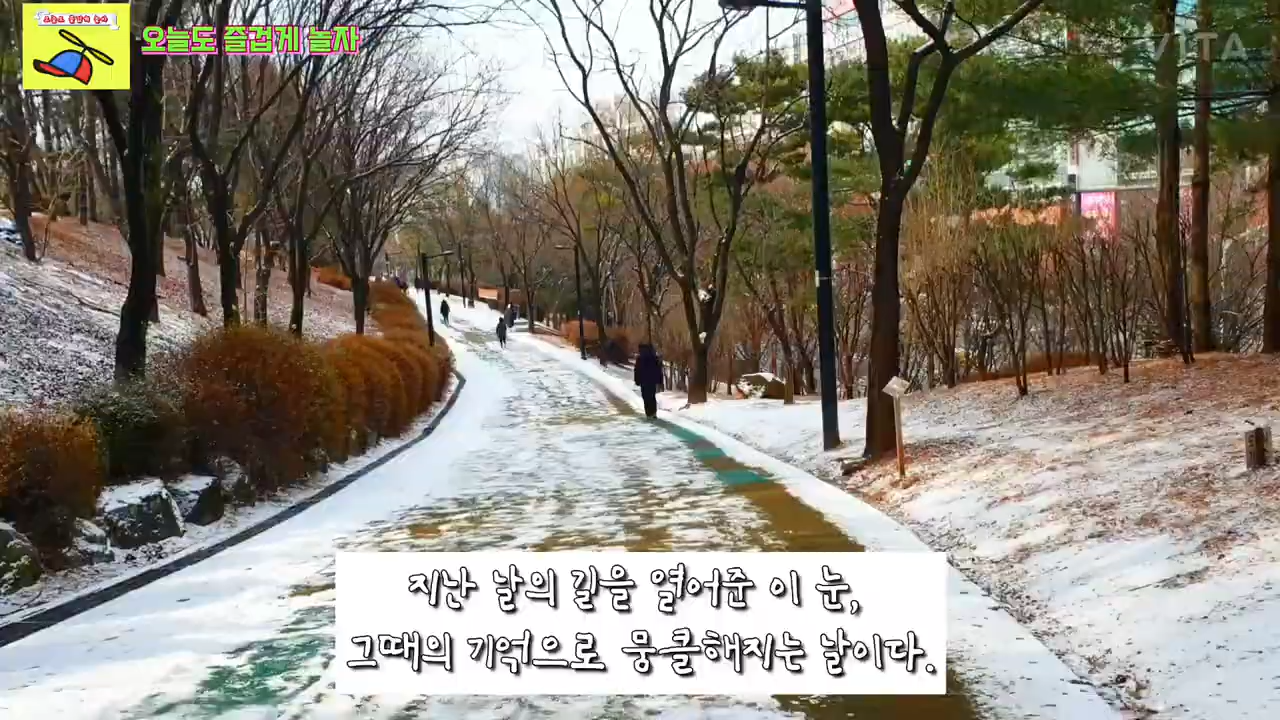 오늘도 즐겁게 놀자
VITA
지난 날의 길을 열어준 이 눈,
그때의 기억으로 뭉클해지는 날이다.